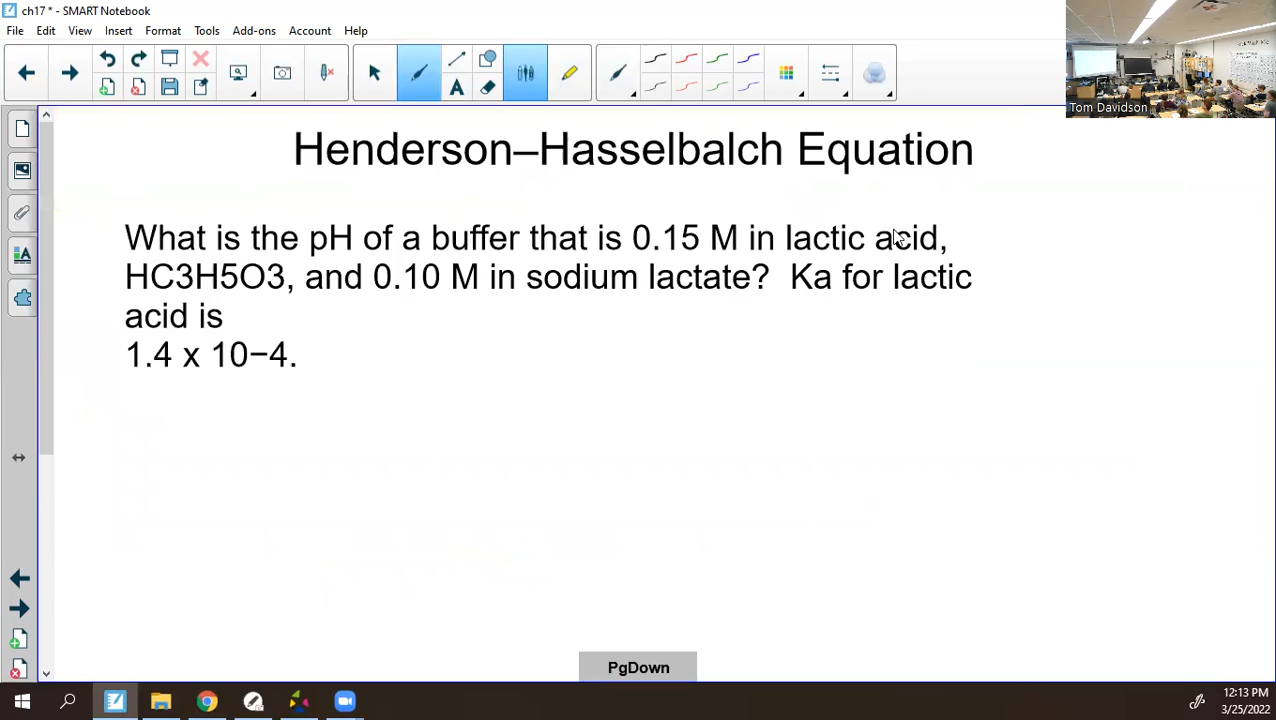 ch17 * - SMART Notebook
File Edit View Insert Format Tools Add-ons Account Help
Tom Davidson
Henderson–Hasselbalch Equation
What is the pH of a buffer that is 0.15 M in lactic acid,
HC3H5O3, and 0.10 M in sodium lactate?  Ka for lactic
acid is
1.4 x 10−4.
PgDown
12:13 PM
3/25/2022